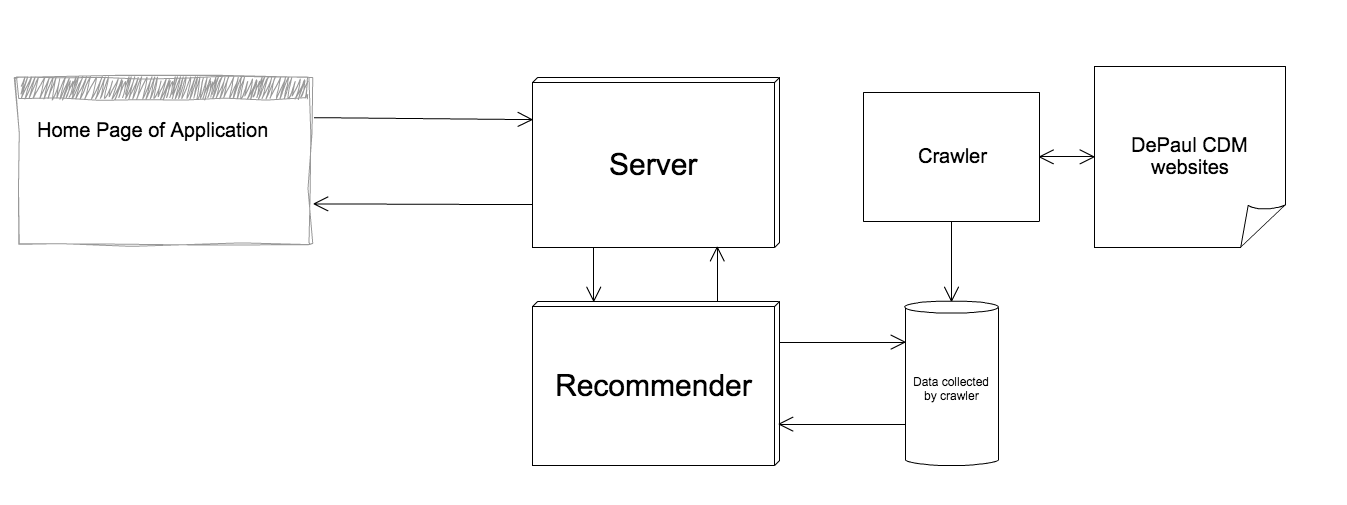 Home Page of Application
Server
Crawler
DePaul CDM
websites
Recommender
Data collected
by crawler